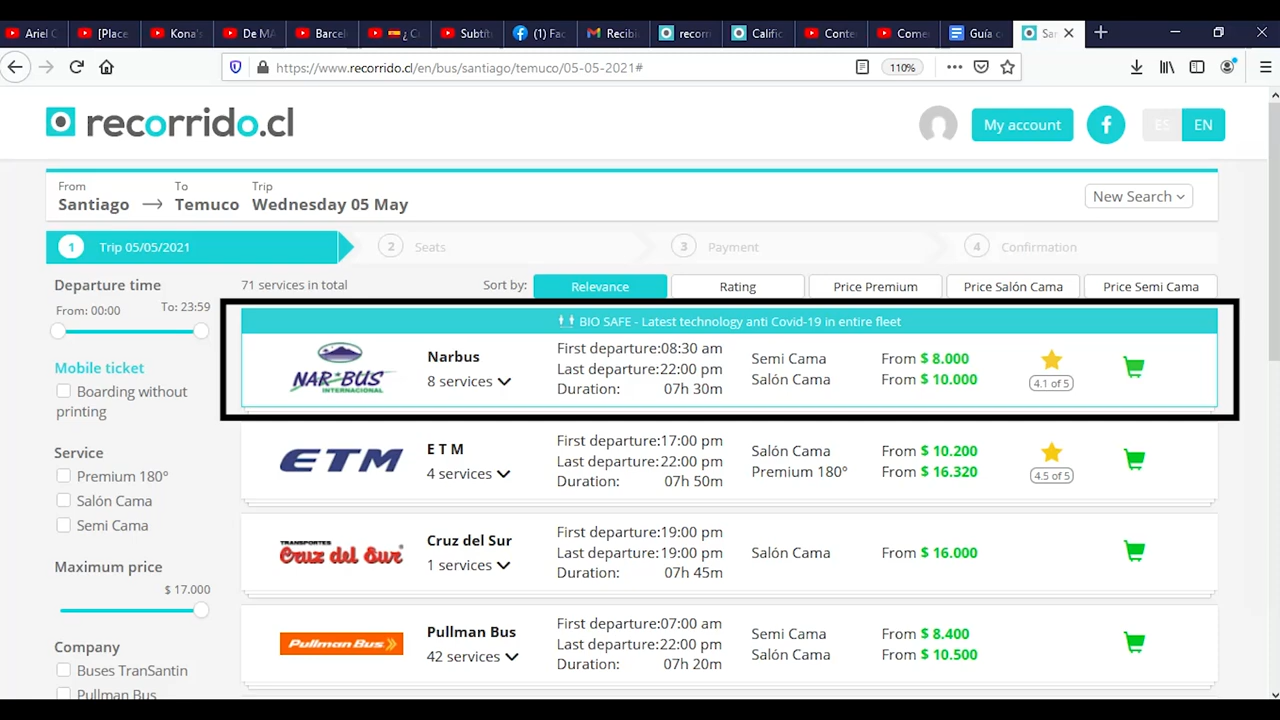 Ariel C
[Place
Kona's
De MA
Barcel
¿ C
Subtít
(1) Fac
Recibi
recorr
Califica
Conte
Come
Guía c
San
https://www.recorrido.cl/en/bus/santiago/temuco/05-05-2021#
110%
recorrido.cl
My account
ES
EN
From
To
Trip
Santiago → Temuco Wednesday 05 May
New Search
1 Trip 05/05/2021
2 Seats
3 Payment
4 Confirmation
Departure time
From: 00:00
To: 23:59
Mobile ticket
Boarding without
printing
Service
Premium 180º
Salón Cama
Semi Cama
Maximum price
$ 17.000
Company
Buses TranSantin
Pullman Bus
71 services in total
Sort by:
Relevance
Rating
Price Premium
Price Salón Cama
Price Semi Cama
BIO SAFE - Latest technology anti Covid-19 in entire fleet
NAR-BUS
INTERNACIONAL
Narbus
8 services
First departure:08:30 am
Last departure:22:00 pm
Duration: 07h 30m
Semi Cama
Salón Cama
From $ 8.000
From $ 10.000
4.1 of 5
ETM
E T M
4 services
First departure:17:00 pm
Last departure:22:00 pm
Duration: 07h 50m
Salón Cama
Premium 180º
From $ 10.200
From $ 16.320
4.5 of 5
TRANSPORTES
Cruz del Sur
Cruz del Sur
1 services
First departure:19:00 pm
Last departure:19:00 pm
Duration: 07h 45m
Salón Cama
From $ 16.000
Pullman Bus
Pullman Bus
42 services
First departure:07:00 am
Last departure:22:00 pm
Duration: 07h 20m
Semi Cama
Salón Cama
From $ 8.400
From $ 10.500